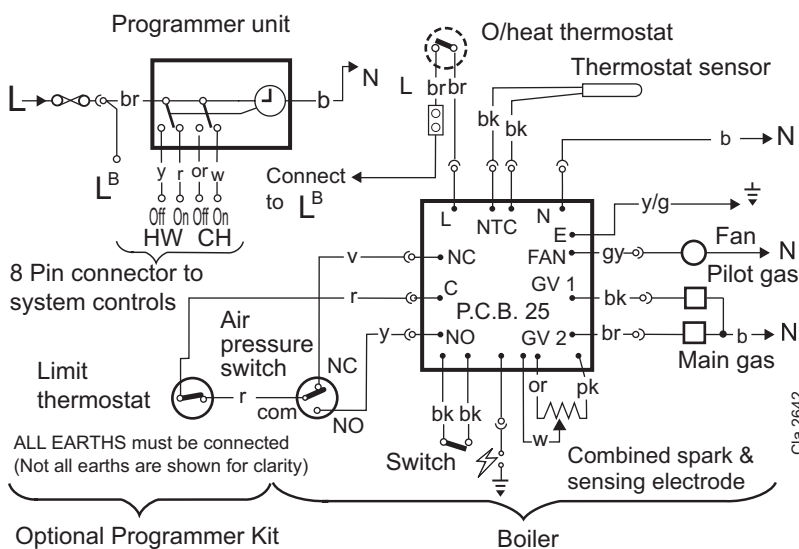 Programmer unit
O/heat thermostat
Thermostat sensor
L
br
b
N
L br br
bk
bk
b
N
L B
y r or w
Off On Off On
HW CH
8 Pin connector to
system controls
Connect
to L B
L NTC N
E
y/g
NC
FAN
gy
Fan
N
v
C
GV 1
bk
Pilot gas
r
P.C.B. 25
NO
GV 2
br
b
N
y
Main gas
Air
pressure
switch
NC
Limit
thermostat
r
com
NO
or
pk
bk bk
w
Switch
Combined spark &
sensing electrode
ALL EARTHS must be connected
(Not all earths are shown for clarity)
Optional Programmer Kit
Boiler
Cla 2642